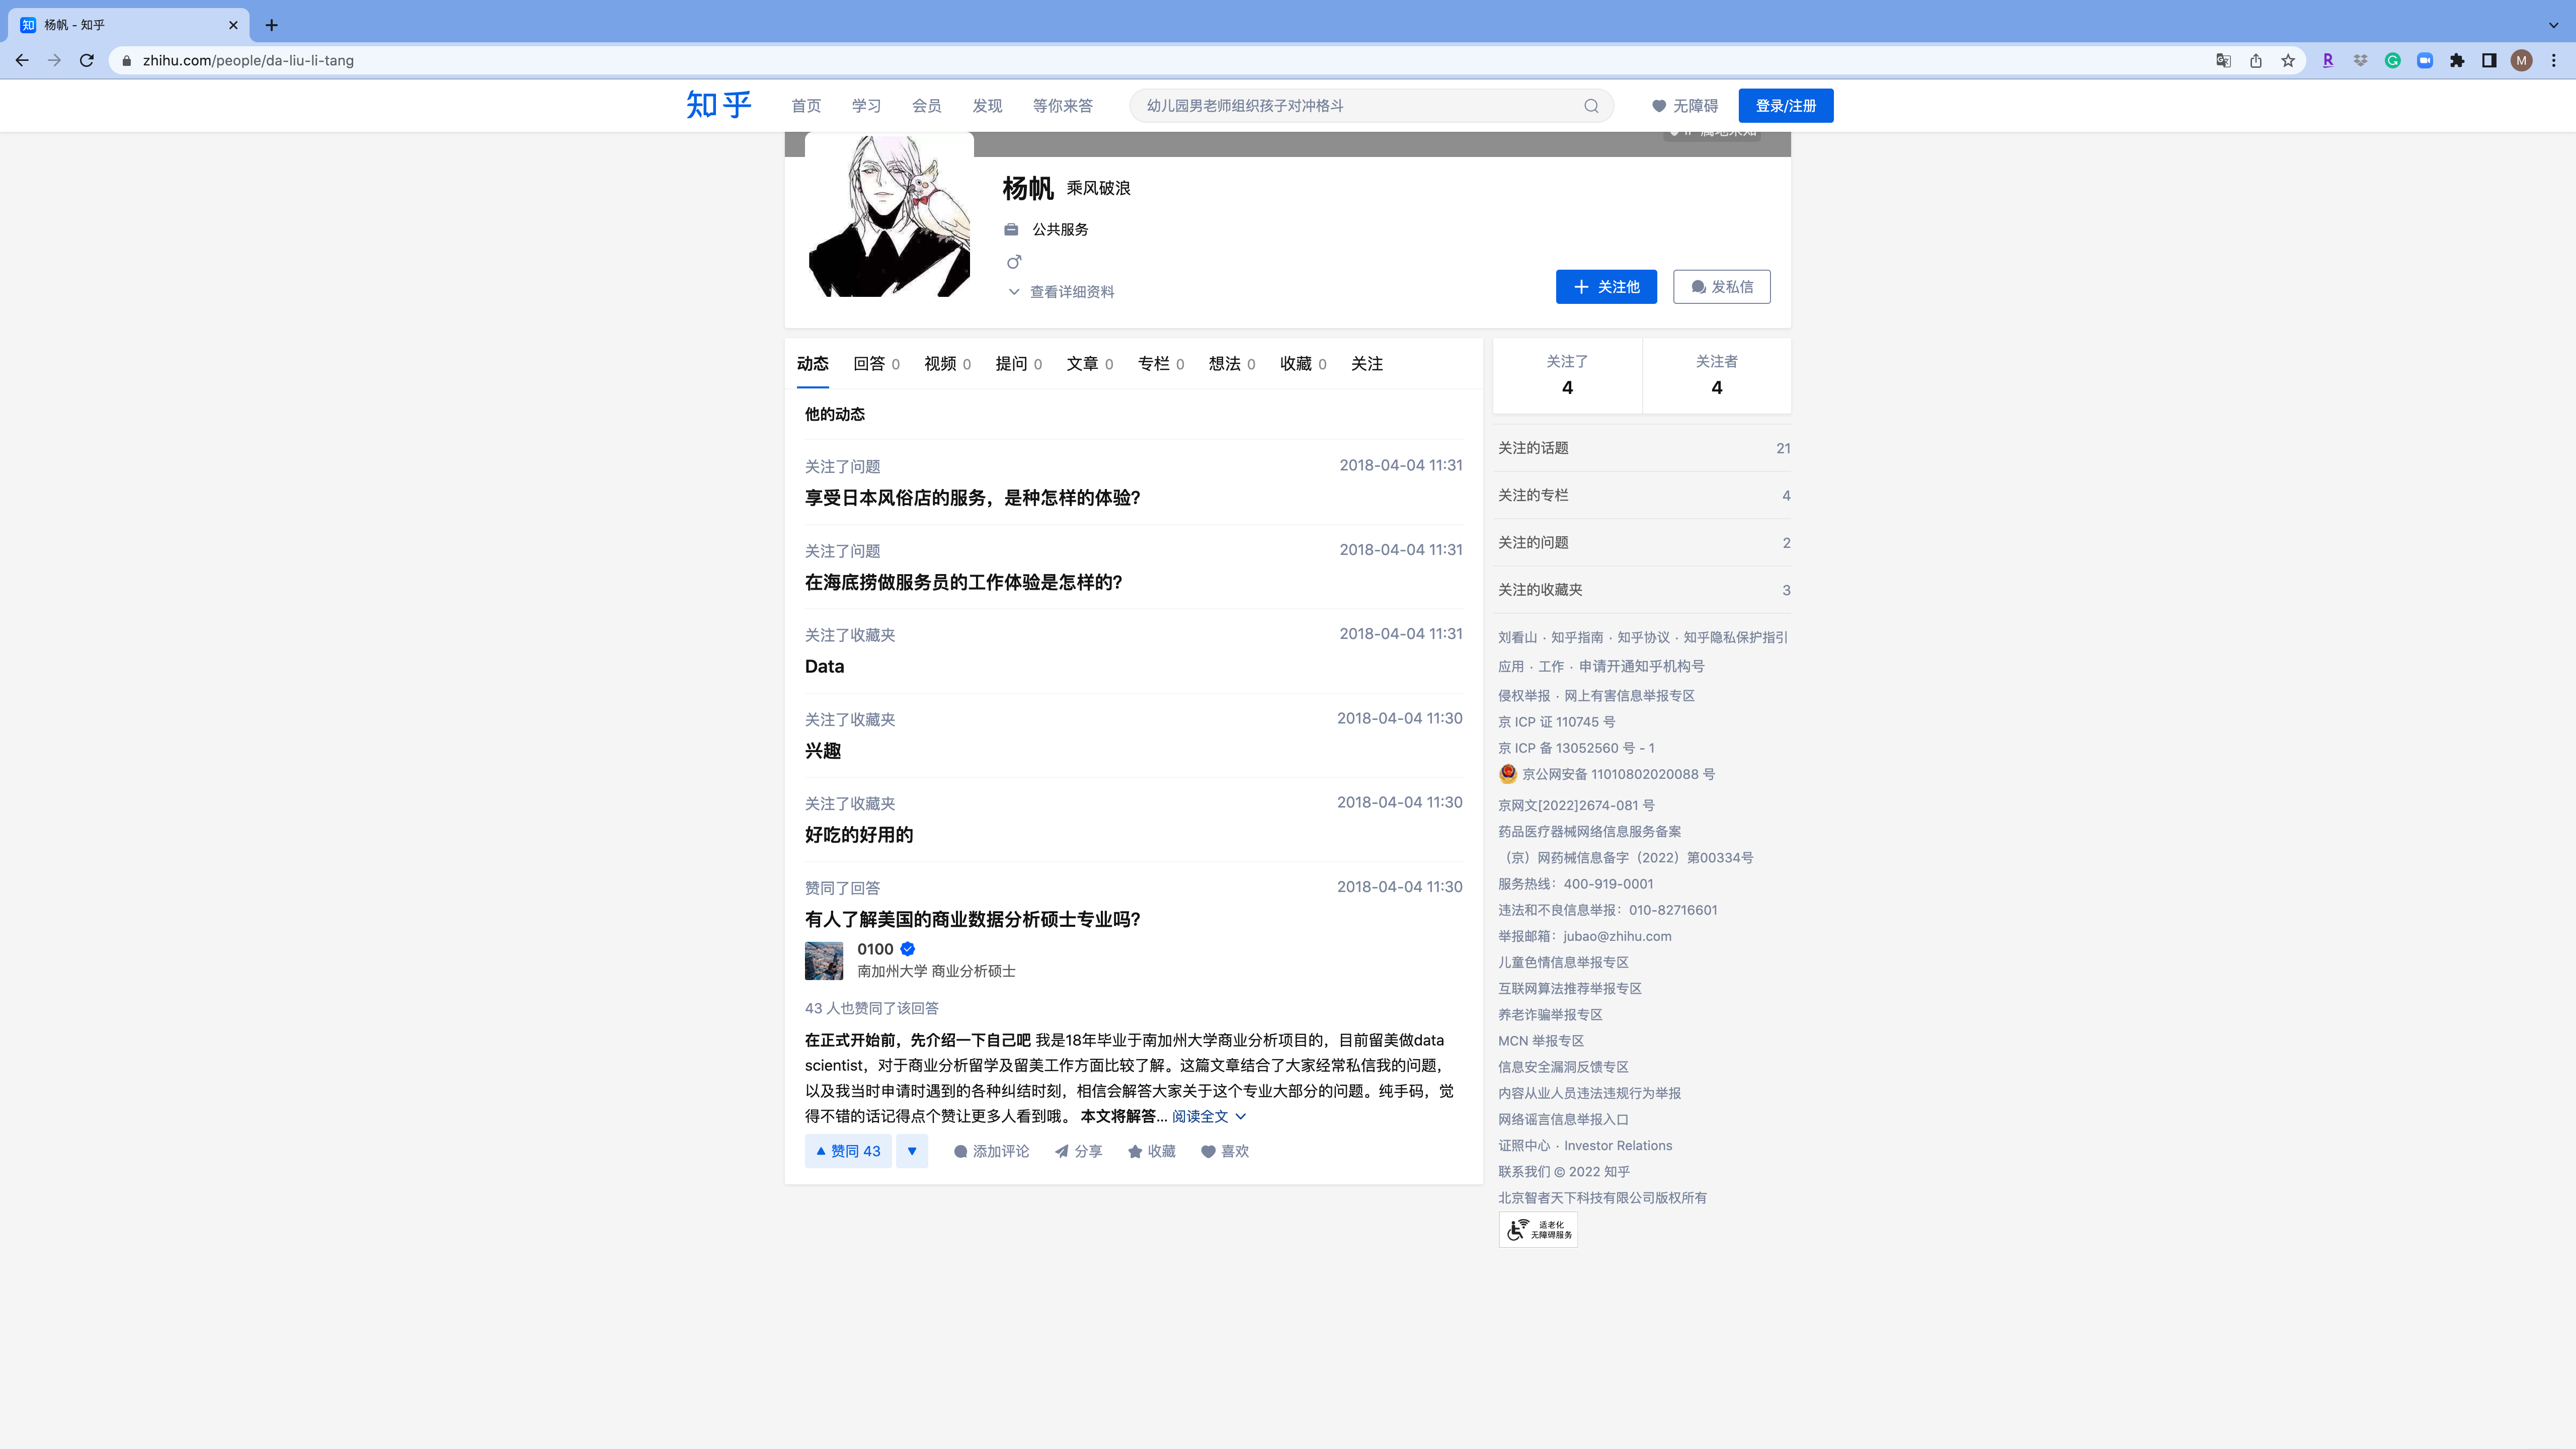 杨帆 - 知乎
zhihu.com/people/da-liu-li-tang
M
知乎
首页 学习 会员 发现 等你来答
幼儿园男老师组织孩子对冲格斗
无障碍
登录/注册
杨帆 乘风破浪
公共服务
查看详细资料
关注他
发私信
动态 回答 0 视频 0 提问 0 文章 0 专栏 0 想法 0 收藏 0 关注
他的动态
关注了问题 2018-04-04 11:31
享受日本风俗店的服务，是种怎样的体验？
关注了问题 2018-04-04 11:31
在海底捞做服务员的工作体验是怎样的？
关注了收藏夹 2018-04-04 11:31
Data
关注了收藏夹 2018-04-04 11:30
兴趣
关注了收藏夹 2018-04-04 11:30
好吃的好用的
赞同了回答 2018-04-04 11:30
有人了解美国的商业数据分析硕士专业吗？
0100
南加州大学 商业分析硕士
43 人也赞同了该回答
在正式开始前，先介绍一下自己吧 我是18年毕业于南加州大学商业分析项目的，目前留美做data
scientist，对于商业分析留学及留美工作方面比较了解。这篇文章结合了大家经常私信我的问题，
以及我当时申请时遇到的各种纠结时刻，相信会解答大家关于这个专业大部分的问题。纯手码，觉
得不错的话记得点个赞让更多人看到哦。 本文将解答... 阅读全文
赞同 43 添加评论 分享 收藏 喜欢
关注了 关注者
4 4
关注的话题 21
关注的专栏 4
关注的问题 2
关注的收藏夹 3
刘看山 · 知乎指南 · 知乎协议 · 知乎隐私保护指引
应用 · 工作 · 申请开通知乎机构号
侵权举报 · 网上有害信息举报专区
京 ICP 证 110745 号
京 ICP 备 13052560 号 - 1
京公网安备 11010802020088 号
京网文[2022]2674-081 号
药品医疗器械网络信息服务备案
（京）网药械信息备字（2022）第00334号
服务热线：400-919-0001
违法和不良信息举报：010-82716601
举报邮箱：jubao@zhihu.com
儿童色情信息举报专区
互联网算法推荐举报专区
养老诈骗举报专区
MCN 举报专区
信息安全漏洞反馈专区
内容从业人员违法违规行为举报
网络谣言信息举报入口
证照中心 · Investor Relations
联系我们 © 2022 知乎
北京智者天下科技有限公司版权所有
适老化
无障碍服务